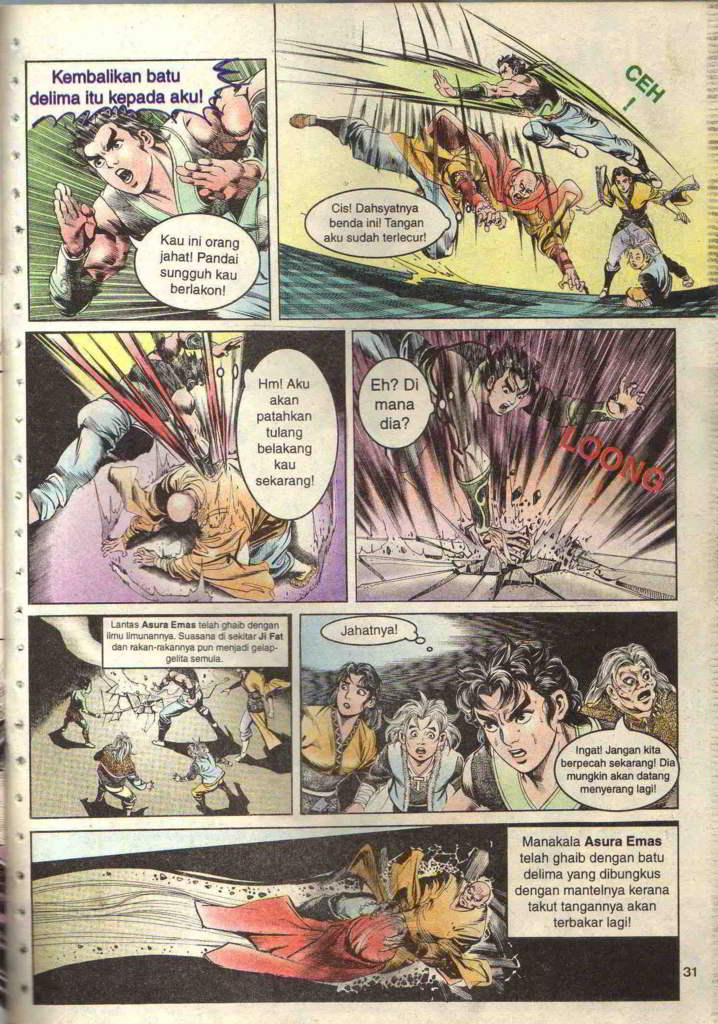 Kembalikan batu
delima itu kepada aku!
Kau ini orang
jahat! Pandai
sungguh kau
berlakon!
CEH
!
Cis! Dahsyatnya
benda ini! Tangan
aku sudah terlecur!
Hm! Aku
akan
patahkan
tulang
belakang
kau
sekarang!
Eh? Di
mana
dia?
LOONG
!
Lantas Asura Emas telah ghaib dengan
ilmu limunannya. Suasana di sekitar Ji Fat
dan rakan-rakannya pun menjadi gelap-
gelita semula.
Jahatnya!
Ingat! Jangan kita
berpecah sekarang! Dia
mungkin akan datang
menyerang lagi!
Manakala Asura Emas
telah ghaib dengan batu
delima yang dibungkus
dengan mantelnya kerana
takut tangannya akan
terbakar lagi!
31